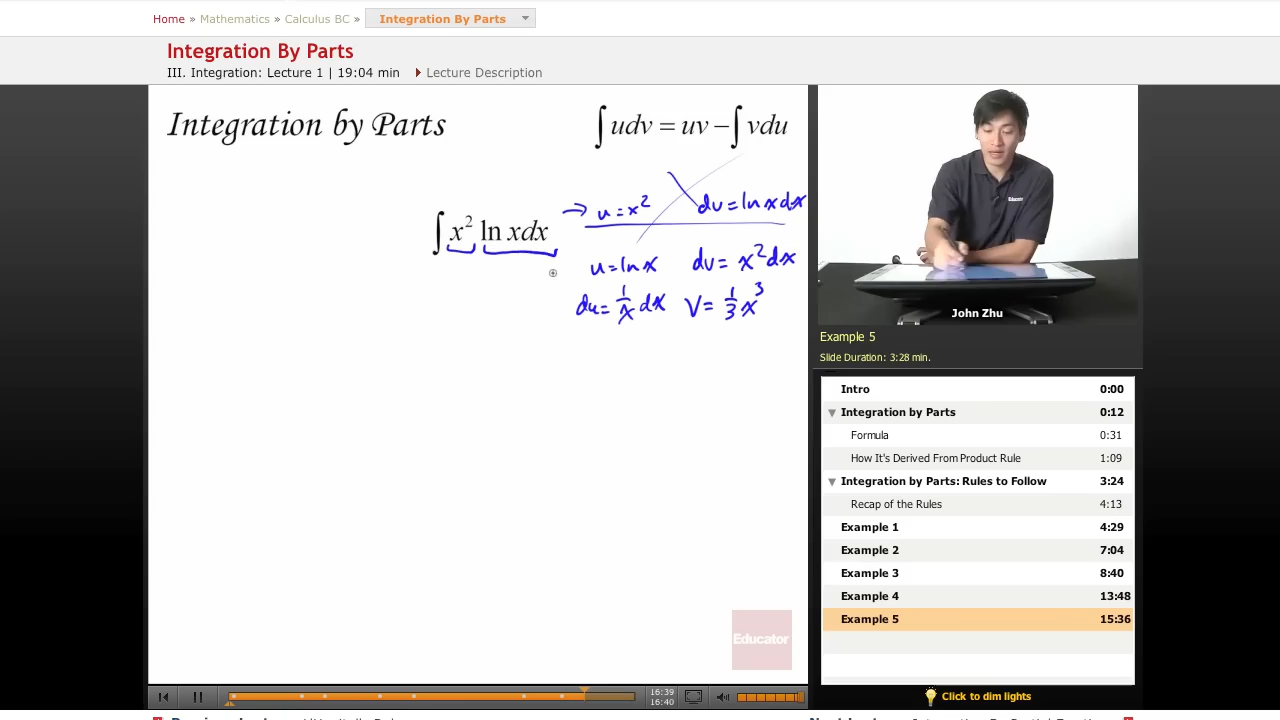 Home » Mathematics » Calculus BC » Integration By Parts
Integration By Parts
III. Integration: Lecture 1 | 19:04 min Lecture Description
Integration by Parts
∫udv = uv − ∫vdu
∫x² ln xdx
→ u = x² dv = ln x dx
u = ln x dv = x² dx
du = 1/x dx v = 1/3 x³
Educator
Educator
John Zhu
Example 5
Slide Duration: 3:28 min.
Intro 0:00
Integration by Parts 0:12
Formula 0:31
How It's Derived From Product Rule 1:09
Integration by Parts: Rules to Follow 3:24
Recap of the Rules 4:13
Example 1 4:29
Example 2 7:04
Example 3 8:40
Example 4 13:48
Example 5 15:36
16:39
16:40
Click to dim lights